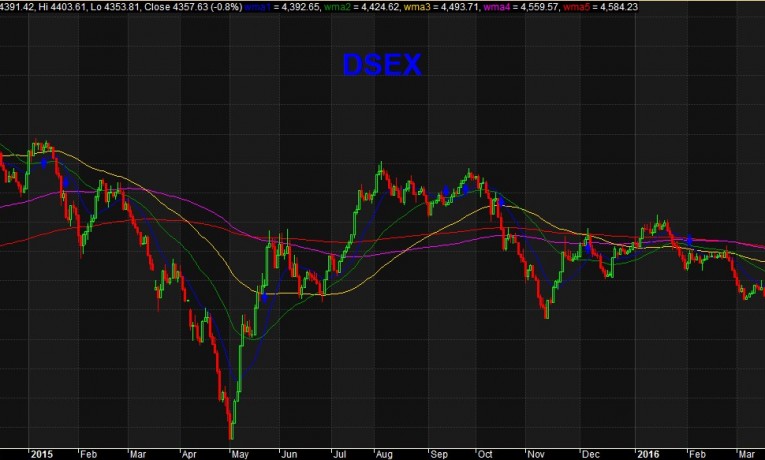 4391.42, Hi 4403.61, Lo 4353.81, Close 4357.63 (-0.8%) wma1 = 4,392.65, wma2 = 4,424.62, wma3 = 4,493.71, wma4 = 4,559.57, wma5 = 4,584.23
DSEX
2015 Feb Mar Apr May Jun Jul Aug Sep Oct Nov Dec 2016 Feb Mar